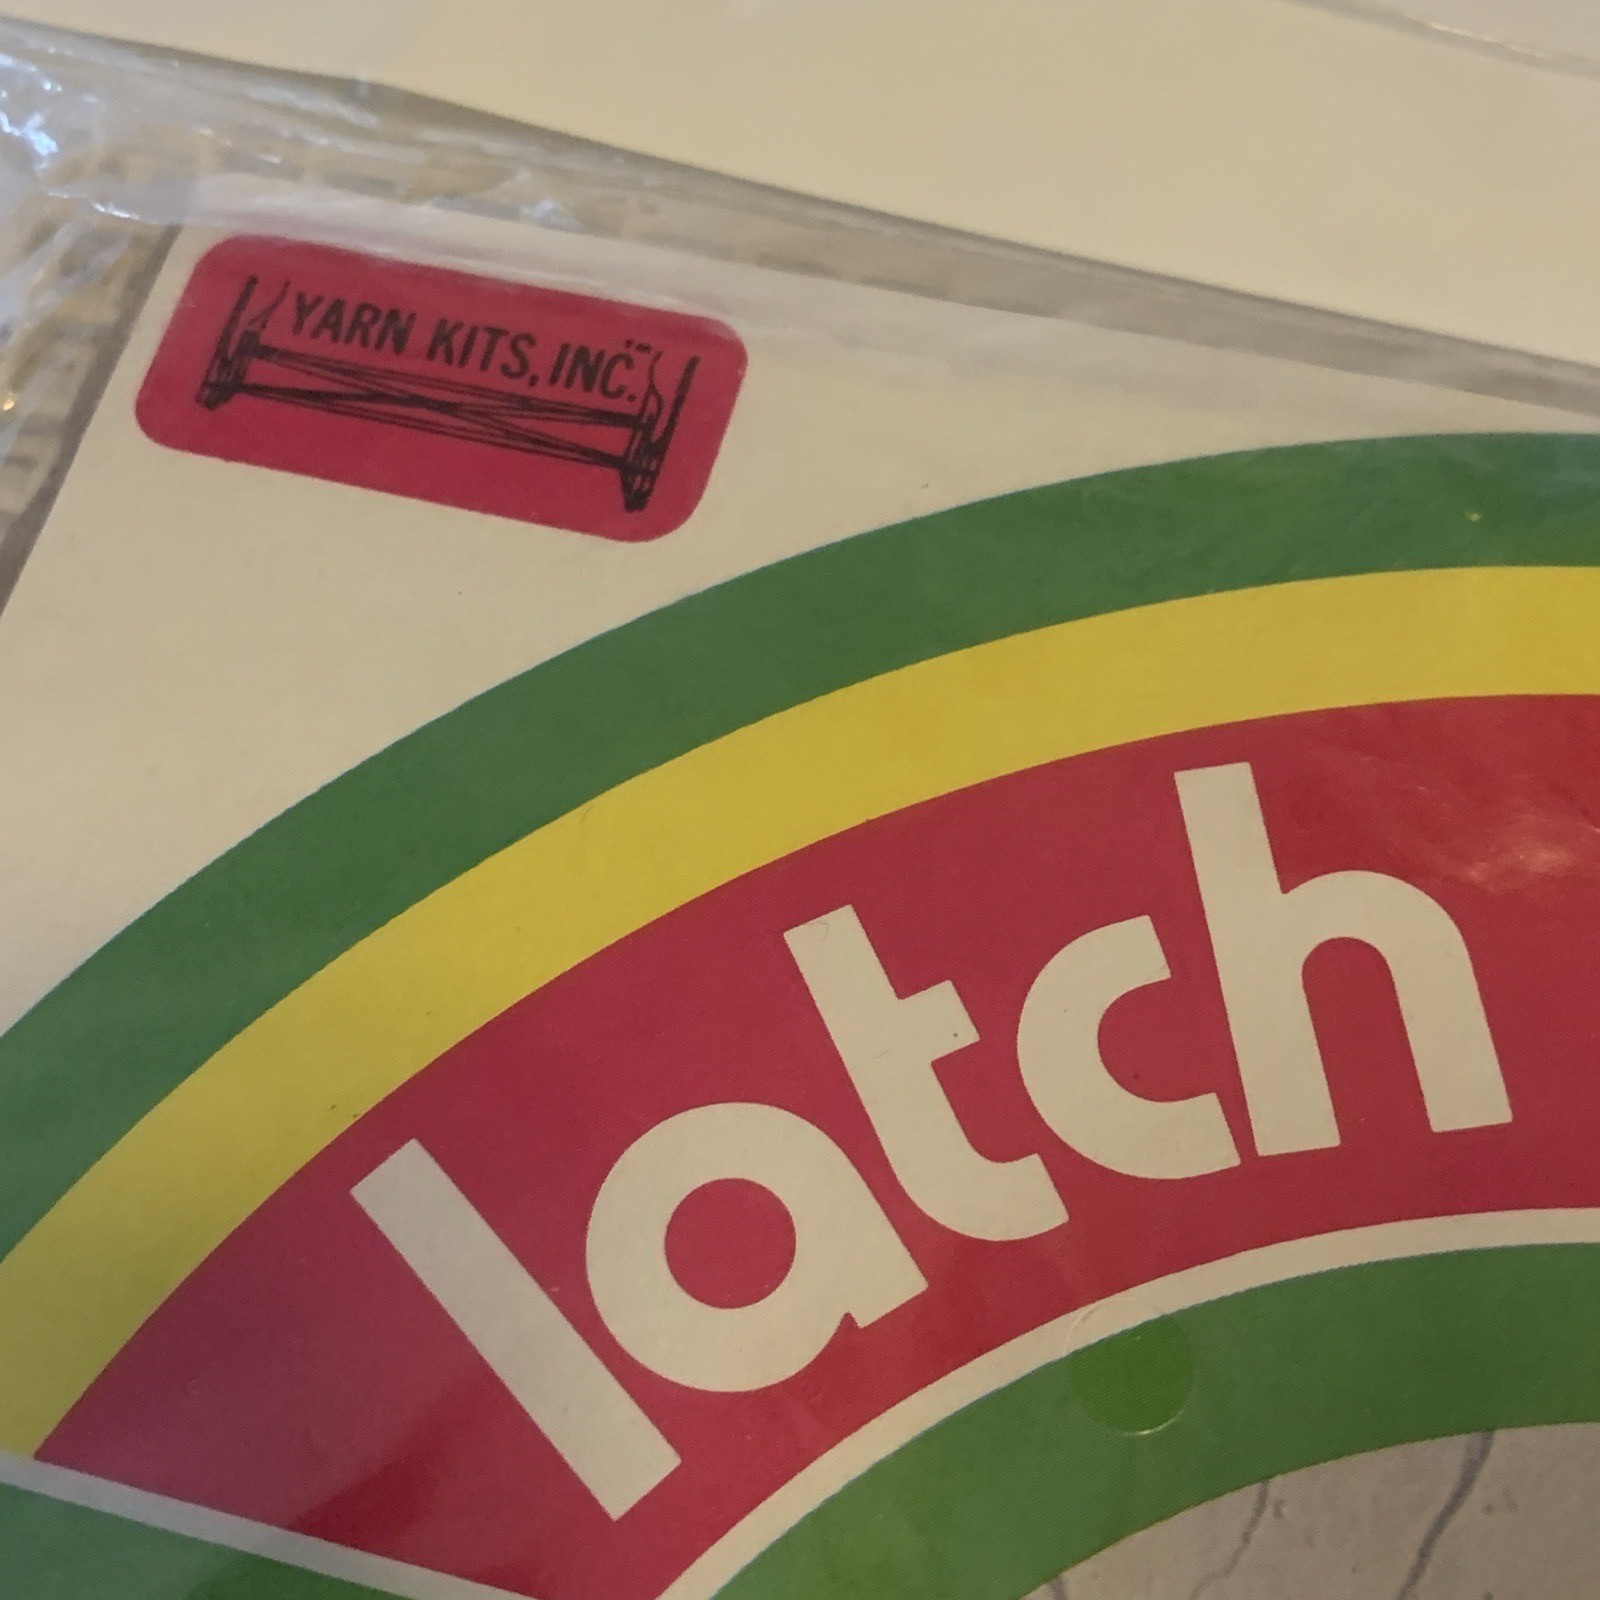 YARN KITS, INC.
latch